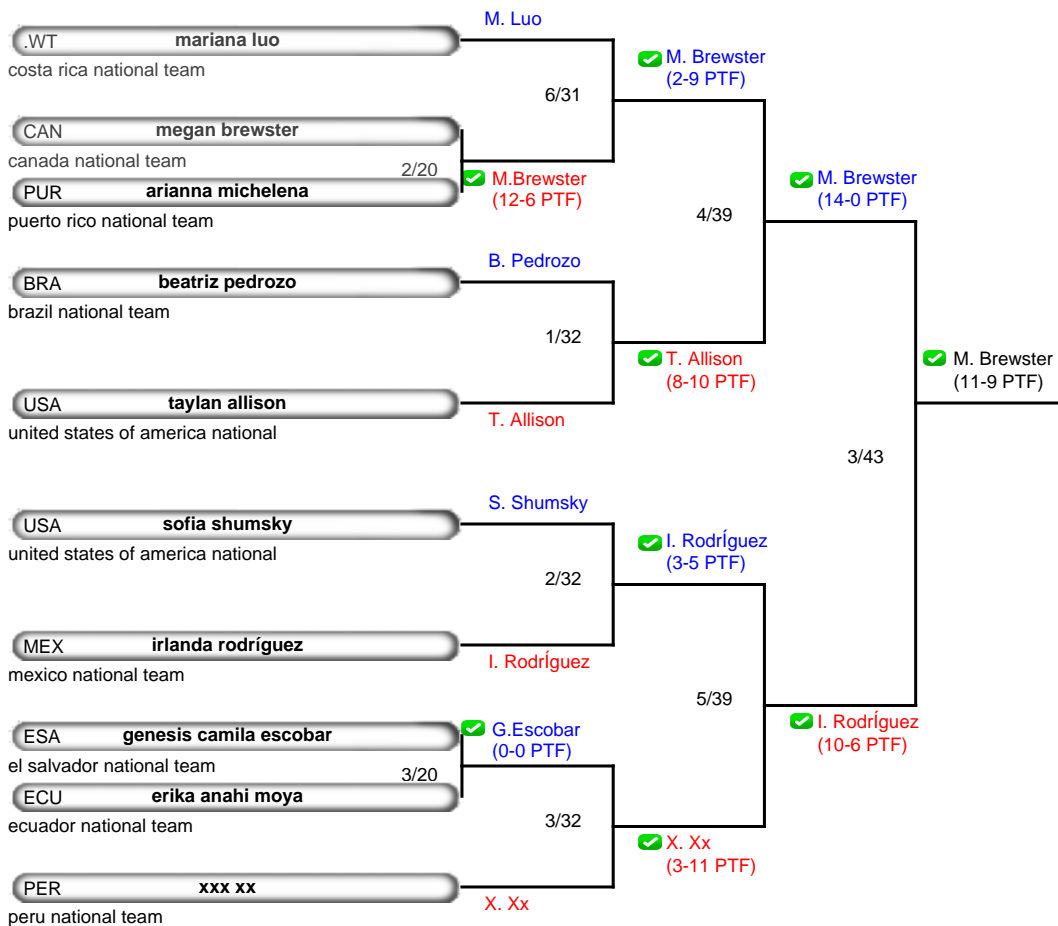 M. Luo
.WT mariana luo
costa rica national team
M. Brewster
(2-9 PTF)
6/31
CAN megan brewster
canada national team
2/20
M.Brewster
(12-6 PTF)
PUR arianna michelena
puerto rico national team
M. Brewster
(14-0 PTF)
4/39
B. Pedrozo
BRA beatriz pedrozo
brazil national team
1/32
T. Allison
(8-10 PTF)
M. Brewster
(11-9 PTF)
USA taylan allison
united states of america national
T. Allison
3/43
S. Shumsky
USA sofia shumsky
united states of america national
I. RodrÍguez
(3-5 PTF)
2/32
MEX irlanda rodríguez
mexico national team
I. RodrÍguez
5/39
I. RodrÍguez
(10-6 PTF)
ESA genesis camila escobar
el salvador national team
G.Escobar
(0-0 PTF)
3/20
ECU erika anahi moya
ecuador national team
3/32
X. Xx
(3-11 PTF)
PER xxx xx
peru national team
X. Xx